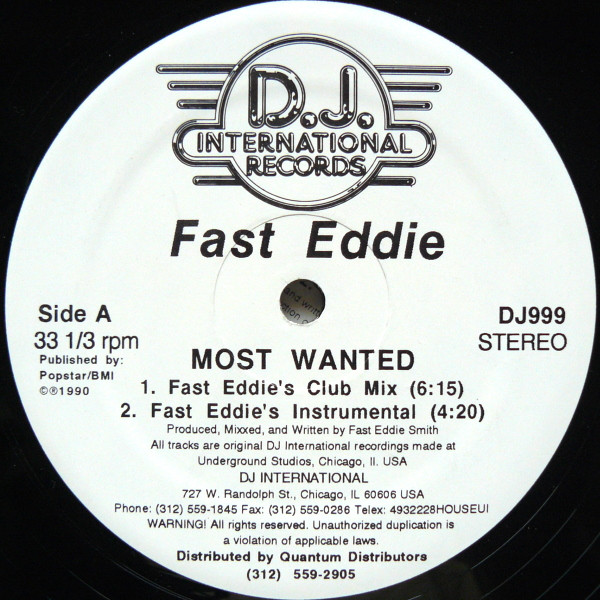 D.J.
INTERNATIONAL
RECORDS
Fast Eddie
Side A
33 1/3 rpm
Published by:
Popstar/BMI
©℗1990
DJ999
STEREO
MOST WANTED
1. Fast Eddie's Club Mix (6:15)
2. Fast Eddie's Instrumental (4:20)
Produced, Mixxed, and Written by Fast Eddie Smith
All tracks are original DJ International recordings made at
Underground Studios, Chicago, Il. USA
DJ INTERNATIONAL
727 W. Randolph St., Chicago, IL 60606 USA
Phone: (312) 559-1845 Fax: (312) 559-0286 Telex: 4932228HOUSEUI
WARNING! All rights reserved. Unauthorized duplication is
a violation of applicable laws.
Distributed by Quantum Distributors
(312) 559-2905